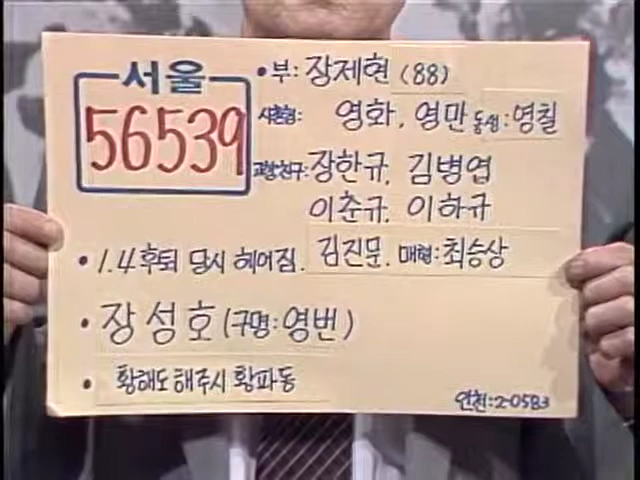 서울
56539
• 부: 장제현 (88)
사촌형: 영화, 영만 동생: 영칠
고향친구: 장한규, 김병엽
이춘규, 이하규
• 1.4후퇴 당시 헤어짐. 김진문, 매형: 최승상
• 장성호 (구명: 영번)
• 황해도 해주시 황파동
인천: 2-0583